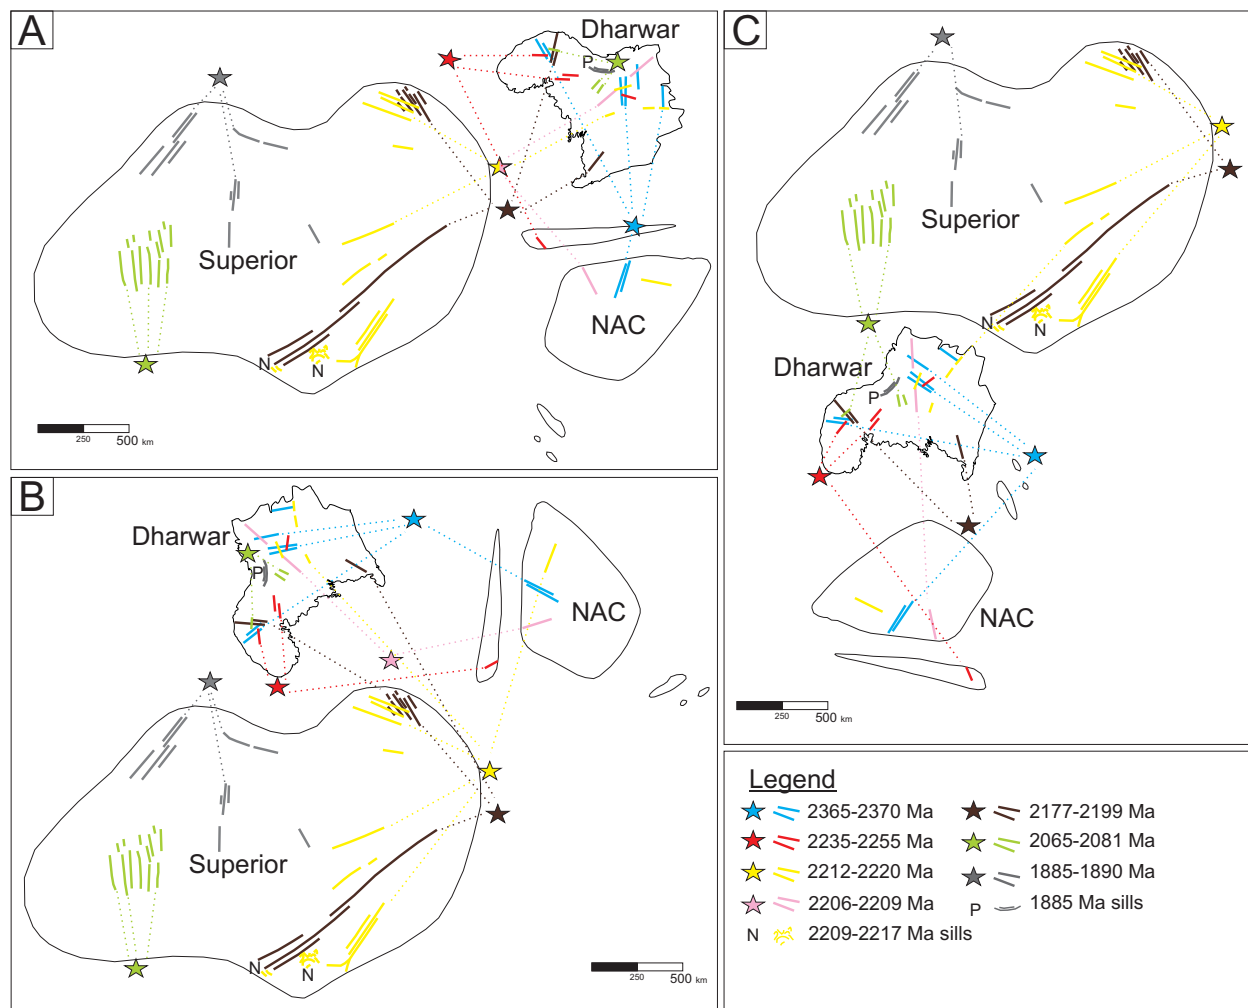 A
Dharwar
P
Superior
N
N
NAC
250
500 km
B
Dharwar
P
NAC
Superior
N
N
250
500 km
C
Superior
N
N
Dharwar
P
NAC
250
500 km
Legend
2365-2370 Ma
2177-2199 Ma
2235-2255 Ma
2065-2081 Ma
2212-2220 Ma
1885-1890 Ma
2206-2209 Ma
P 1885 Ma sills
N 2209-2217 Ma sills